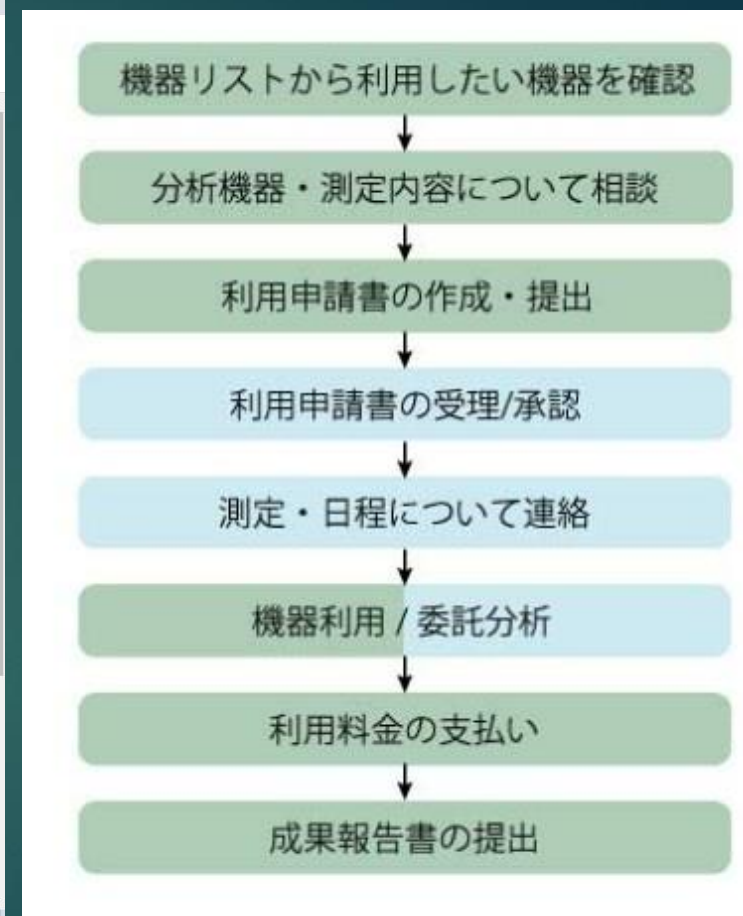 機器リストから利用したい機器を確認
分析機器・測定内容について相談
利用申請書の作成・提出
利用申請書の受理/承認
測定・日程について連絡
機器利用 / 委託分析
利用料金の支払い
成果報告書の提出